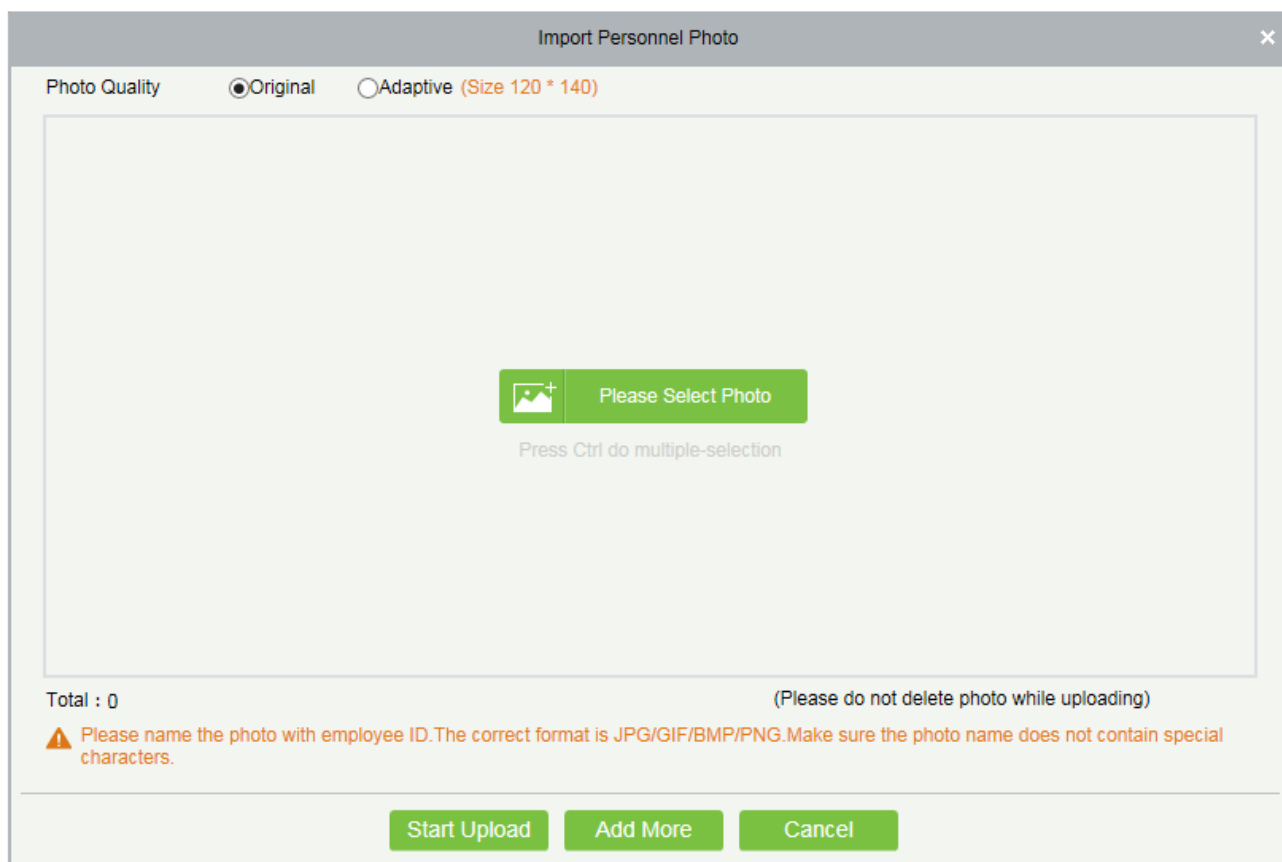 Import Personnel Photo
Photo Quality Original Adaptive (Size 120 * 140)
Please Select Photo
Press Ctrl do multiple-selection
Total : 0 (Please do not delete photo while uploading)
Please name the photo with employee ID.The correct format is JPG/GIF/BMP/PNG.Make sure the photo name does not contain special
characters.
Start Upload Add More Cancel